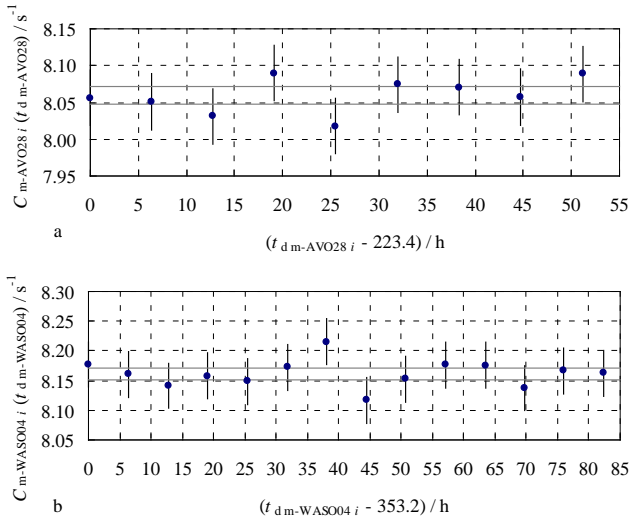 C m-AVO28 i (t d m-AVO28) / s-1
8.15
8.10
8.05
8.00
7.95
0 5 10 15 20 25 30 35 40 45 50 55
a
(t d m-AVO28 i - 223.4) / h
C m-WASO04 i (t d m-WASO04) / s-1
8.30
8.25
8.20
8.15
8.10
8.05
0 5 10 15 20 25 30 35 40 45 50 55 60 65 70 75 80 85
b
(t d m-WASO04 i - 353.2) / h